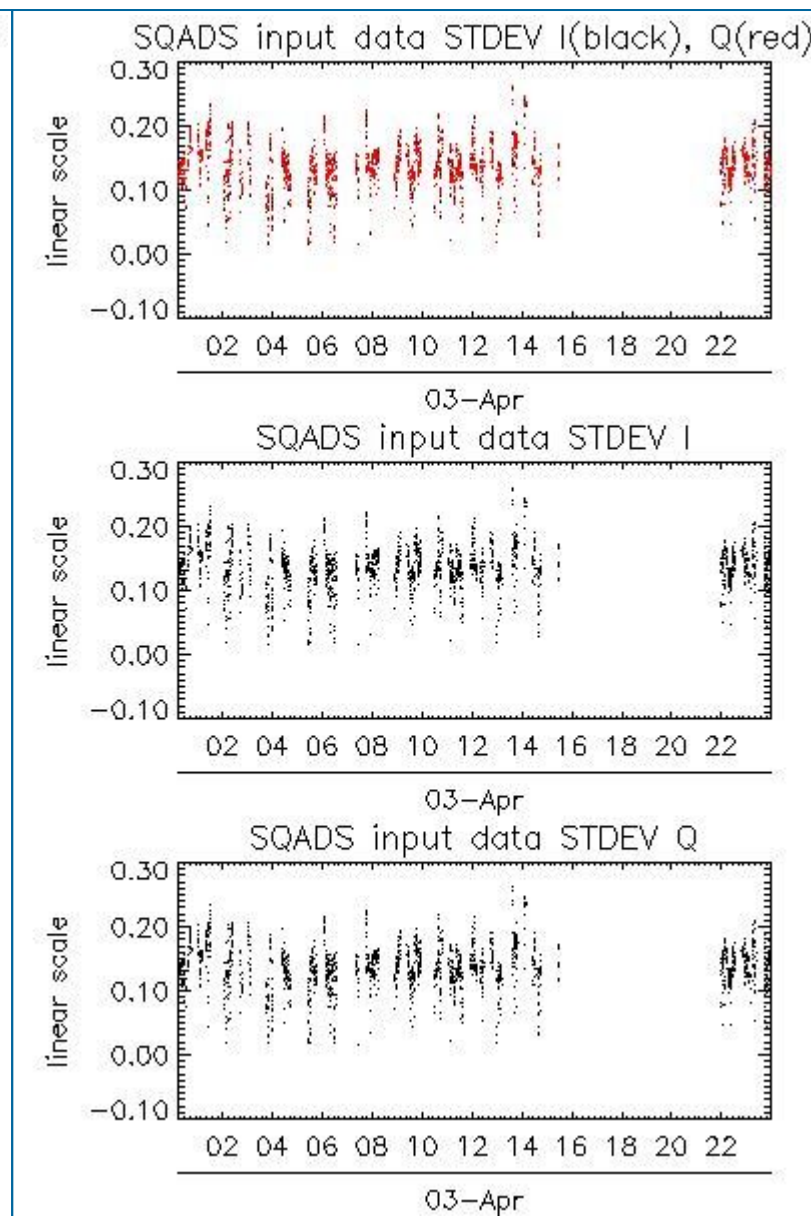 SQADS input data STDEV I(black), Q(red)
0.30
0.20
0.10
0.00
-0.10
linear scale
02 04 06 08 10 12 14 16 18 20 22
03-Apr
SQADS input data STDEV I
0.30
0.20
0.10
0.00
-0.10
linear scale
02 04 06 08 10 12 14 16 18 20 22
03-Apr
SQADS input data STDEV Q
0.30
0.20
0.10
0.00
-0.10
linear scale
02 04 06 08 10 12 14 16 18 20 22
03-Apr